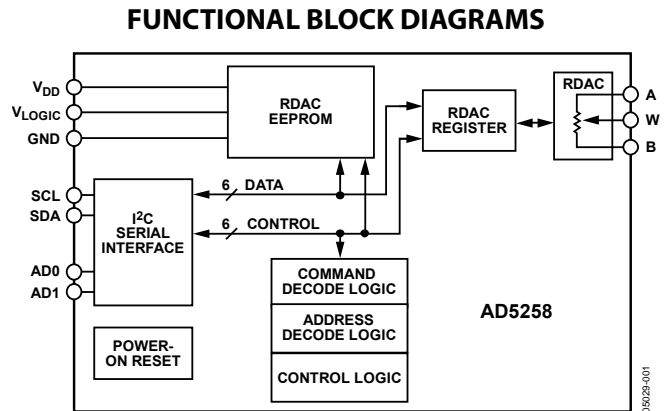 FUNCTIONAL BLOCK DIAGRAMS
VDD
VLOGIC
GND
SCL
SDA
AD0
AD1
RDAC
EEPROM
RDAC
REGISTER
RDAC
A
W
B
I2C
SERIAL
INTERFACE
6 DATA
6 CONTROL
COMMAND
DECODE LOGIC
ADDRESS
DECODE LOGIC
CONTROL LOGIC
POWER-
ON RESET
AD5258
05029-001